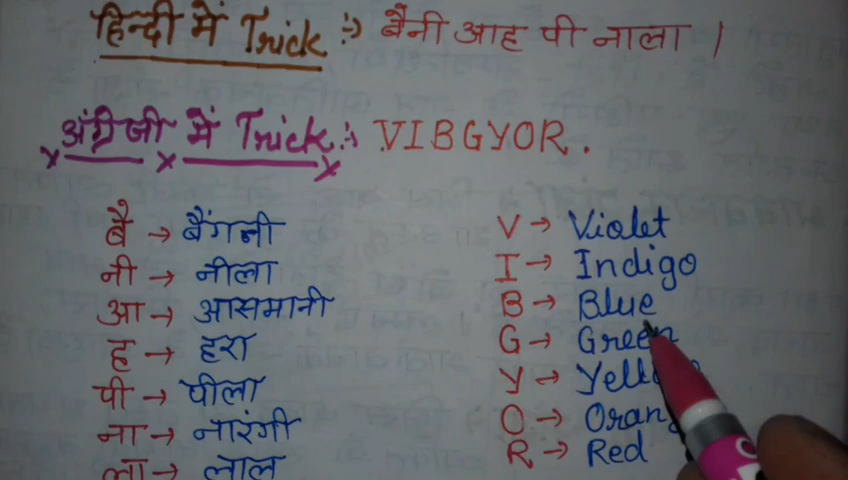 हिन्दी में Trick :-> बैनी आह पी नाला ।
अंग्रेजी में Trick :- VIBGYOR.
बै → बैंगनी V → Violet
नी → नीला I → Indigo
आ → आसमानी B → Blue
ह → हरा G → Green
पी → पीला Y →
ना → नारंगी O →
ला → लाल R → Red